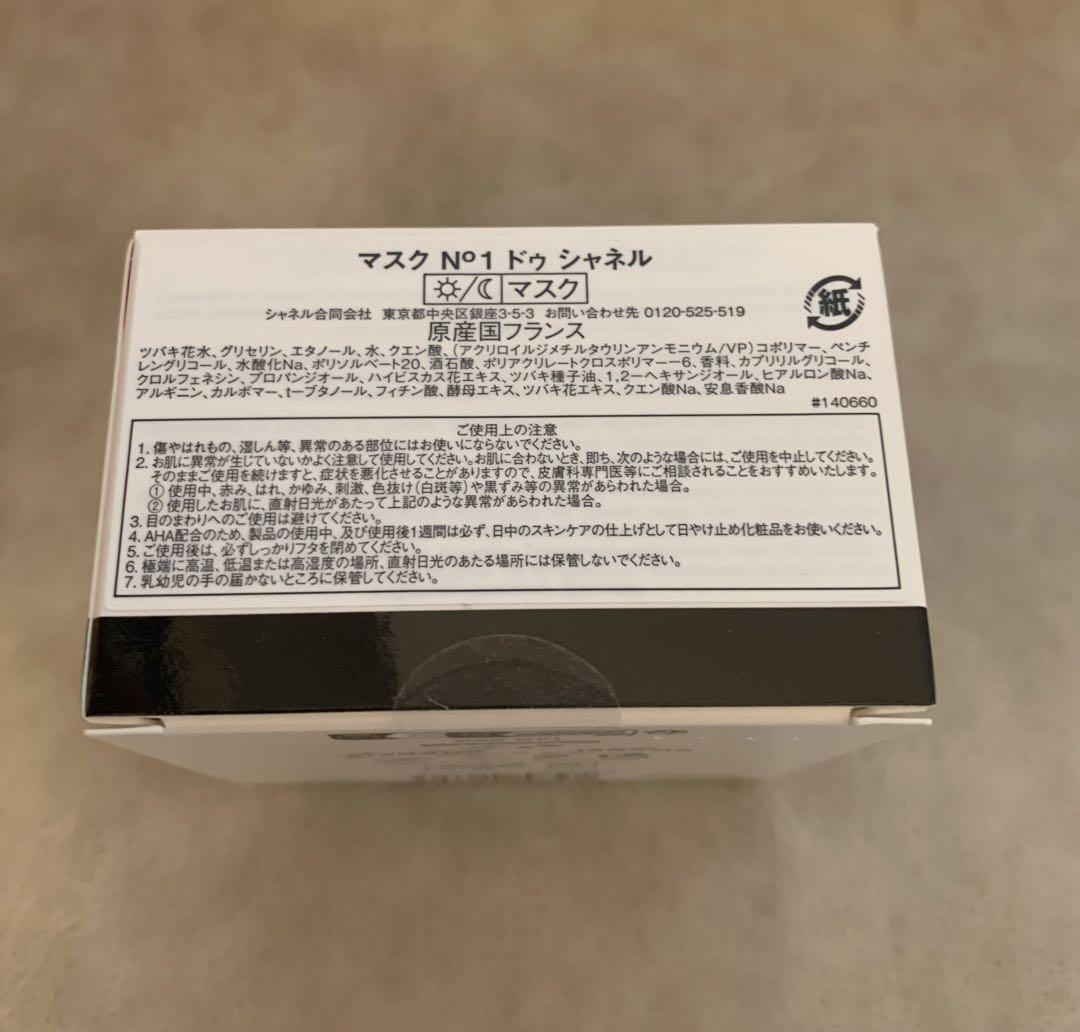 マスク Nº1 ドゥ シャネル
マスク
紙
シャネル合同会社 東京都中央区銀座3-5-3 お問い合わせ先 0120-525-519
原産国フランス
ツバキ花水、グリセリン、エタノール、水、クエン酸、(アクリロイルジメチルタウリンアンモニウム/VP)コポリマー、ペンチ
レングリコール、水酸化Na、ポリソルベート20、酒石酸、ポリアクリレートクロスポリマー−6、香料、カプリリルグリコール、
クロルフェネシン、プロパンジオール、ハイビスカス花エキス、ツバキ種子油、1,2−ヘキサンジオール、ヒアルロン酸Na、
アルギニン、カルボマー、t−ブタノール、フィチン酸、酵母エキス、ツバキ花エキス、クエン酸Na、安息香酸Na
#140660
ご使用上の注意
1. 傷やはれもの、湿しん等、異常のある部位にはお使いにならないでください。
2. お肌に異常が生じていないかよく注意して使用してください。お肌に合わないとき、即ち、次のような場合には、ご使用を中止してください。
そのままご使用を続けますと、症状を悪化させることがありますので、皮膚科専門医等にご相談されることをおすすめいたします。
① 使用中、赤み、はれ、かゆみ、刺激、色抜け(白斑等)や黒ずみ等の異常があらわれた場合。
② 使用したお肌に、直射日光があたって上記のような異常があらわれた場合。
3. 目のまわりへのご使用は避けてください。
4. AHA配合のため、製品の使用中、及び使用後1週間は必ず、日中のスキンケアの仕上げとして日やけ止め化粧品をお使いください。
5. ご使用後は、必ずしっかりフタを閉めてください。
6. 極端に高温、低温または高湿度の場所、直射日光のあたる場所には保管しないでください。
7. 乳幼児の手の届かないところに保管してください。